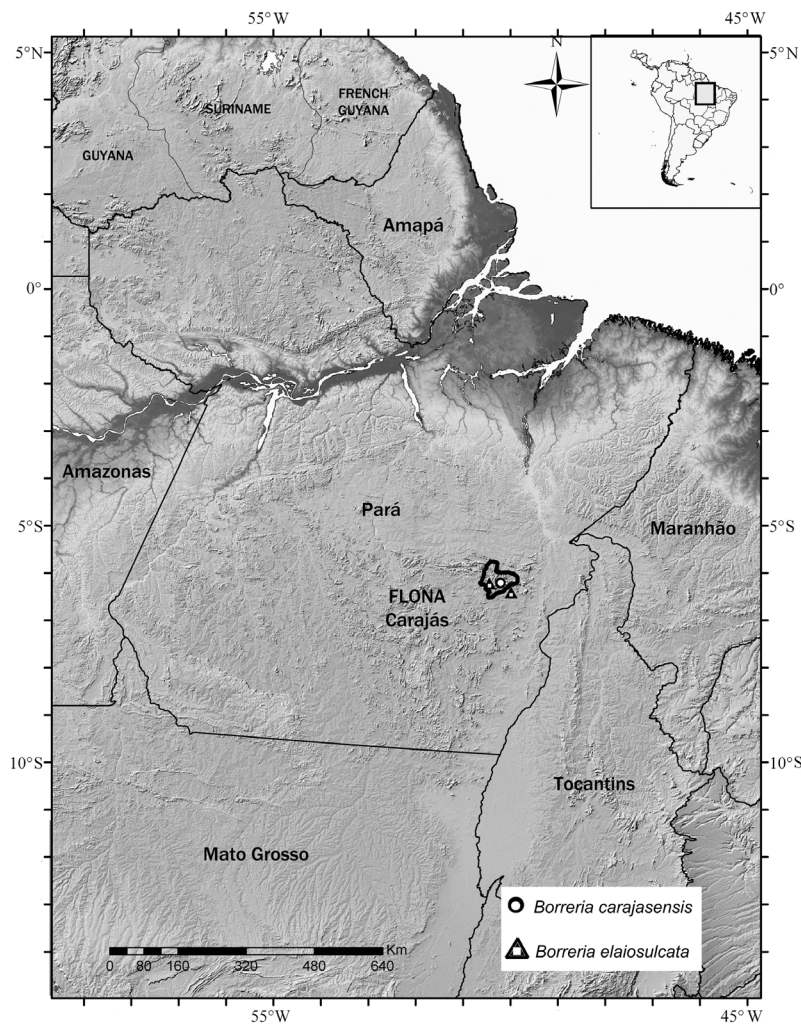 55°W 45°W
5°N 5°N
N
FRENCH
SURINAME GUYANA
GUYANA
Amapá
0° 0°
Amazonas
Pará
5°S 5°S
Maranhão
FLONA
Carajás
10°S 10°S
Tocantins
Mato Grosso
Borreria carajasensis
Borreria elaiosulcata
Km
0 80 160 320 480 640
55°W 45°W